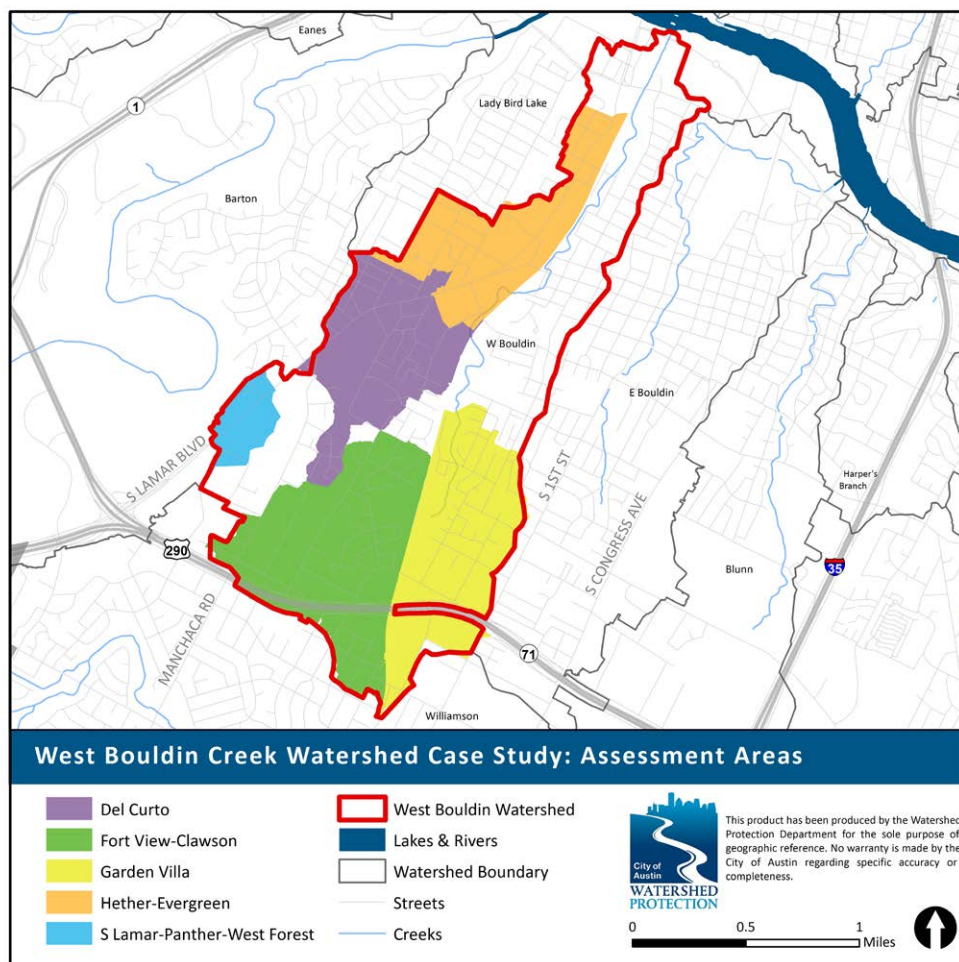 Eanes
1
Lady Bird Lake
Barton
W Bouldin
E Bouldin
S LAMAR BLVD
S 1ST ST
S CONGRESS AVE
Harper's
Branch
290
35
Blunn
MANCHACA RD
71
Williamson
West Bouldin Creek Watershed Case Study: Assessment Areas
Del Curto
Fort View-Clawson
Garden Villa
Hether-Evergreen
S Lamar-Panther-West Forest
West Bouldin Watershed
Lakes & Rivers
Watershed Boundary
Streets
Creeks
City of
Austin
WATERSHED
PROTECTION
This product has been produced by the Watershed
Protection Department for the sole purpose of
geographic reference. No warranty is made by the
City of Austin regarding specific accuracy or
completeness.
0 0.5 1
Miles